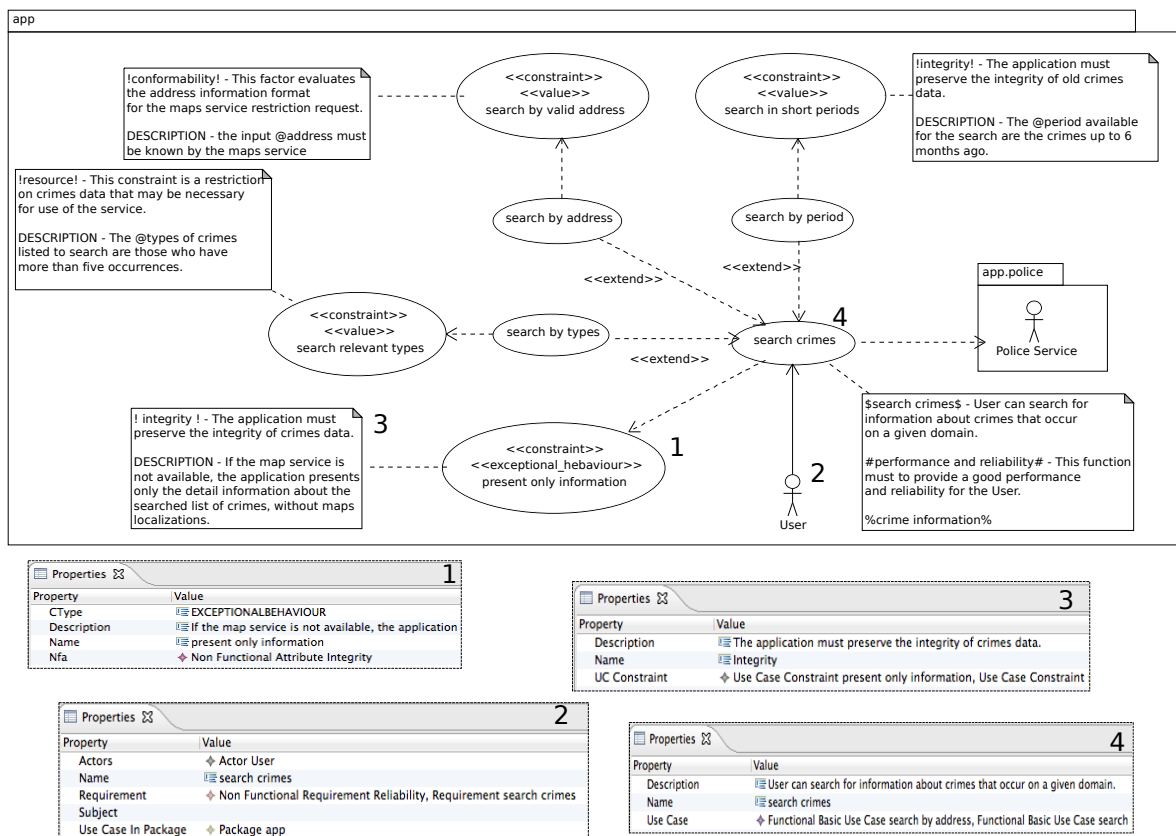 app
!conformability! - This factor evaluates
the address information format
for the maps service restriction request.
DESCRIPTION - the input @address must
be known by the maps service
<<constraint>>
<<value>>
search by valid address
<<constraint>>
<<value>>
search in short periods
!integrity! - The application must
preserve the integrity of old crimes
data.
DESCRIPTION - The @period available
for the search are the crimes up to 6
months ago.
!resource! - This constraint is a restriction
on crimes data that may be necessary
for use of the service.
DESCRIPTION - The @types of crimes
listed to search are those who have
more than five occurrences.
search by address
search by period
<<extend>>
<<extend>>
app.police
Police Service
<<constraint>>
<<value>>
search relevant types
search by types
<<extend>>
search crimes
4
! integrity ! - The application must
preserve the integrity of crimes data.
DESCRIPTION - If the map service is
not available, the application presents
only the detail information about the
searched list of crimes, without maps
localizations.
3
<<constraint>>
<<exceptional_hebaviour>>
present only information
1
2
User
$search crimes$ - User can search for
information about crimes that occur
on a given domain.
#performance and reliability# - This function
must to provide a good performance
and reliability for the User.
%crime information%
Properties
1
Property Value
CType EXCEPTIONALBEHAVIOUR
Description If the map service is not available, the application
Name present only information
Nfa Non Functional Attribute Integrity
Properties
3
Property Value
Description The application must preserve the integrity of crimes data.
Name Integrity
UC Constraint Use Case Constraint present only information, Use Case Constraint
Properties
2
Property Value
Actors Actor User
Name search crimes
Requirement Non Functional Requirement Reliability, Requirement search crimes
Subject
Use Case In Package Package app
Properties
4
Property Value
Description User can search for information about crimes that occur on a given domain.
Name search crimes
Use Case Functional Basic Use Case search by address, Functional Basic Use Case search